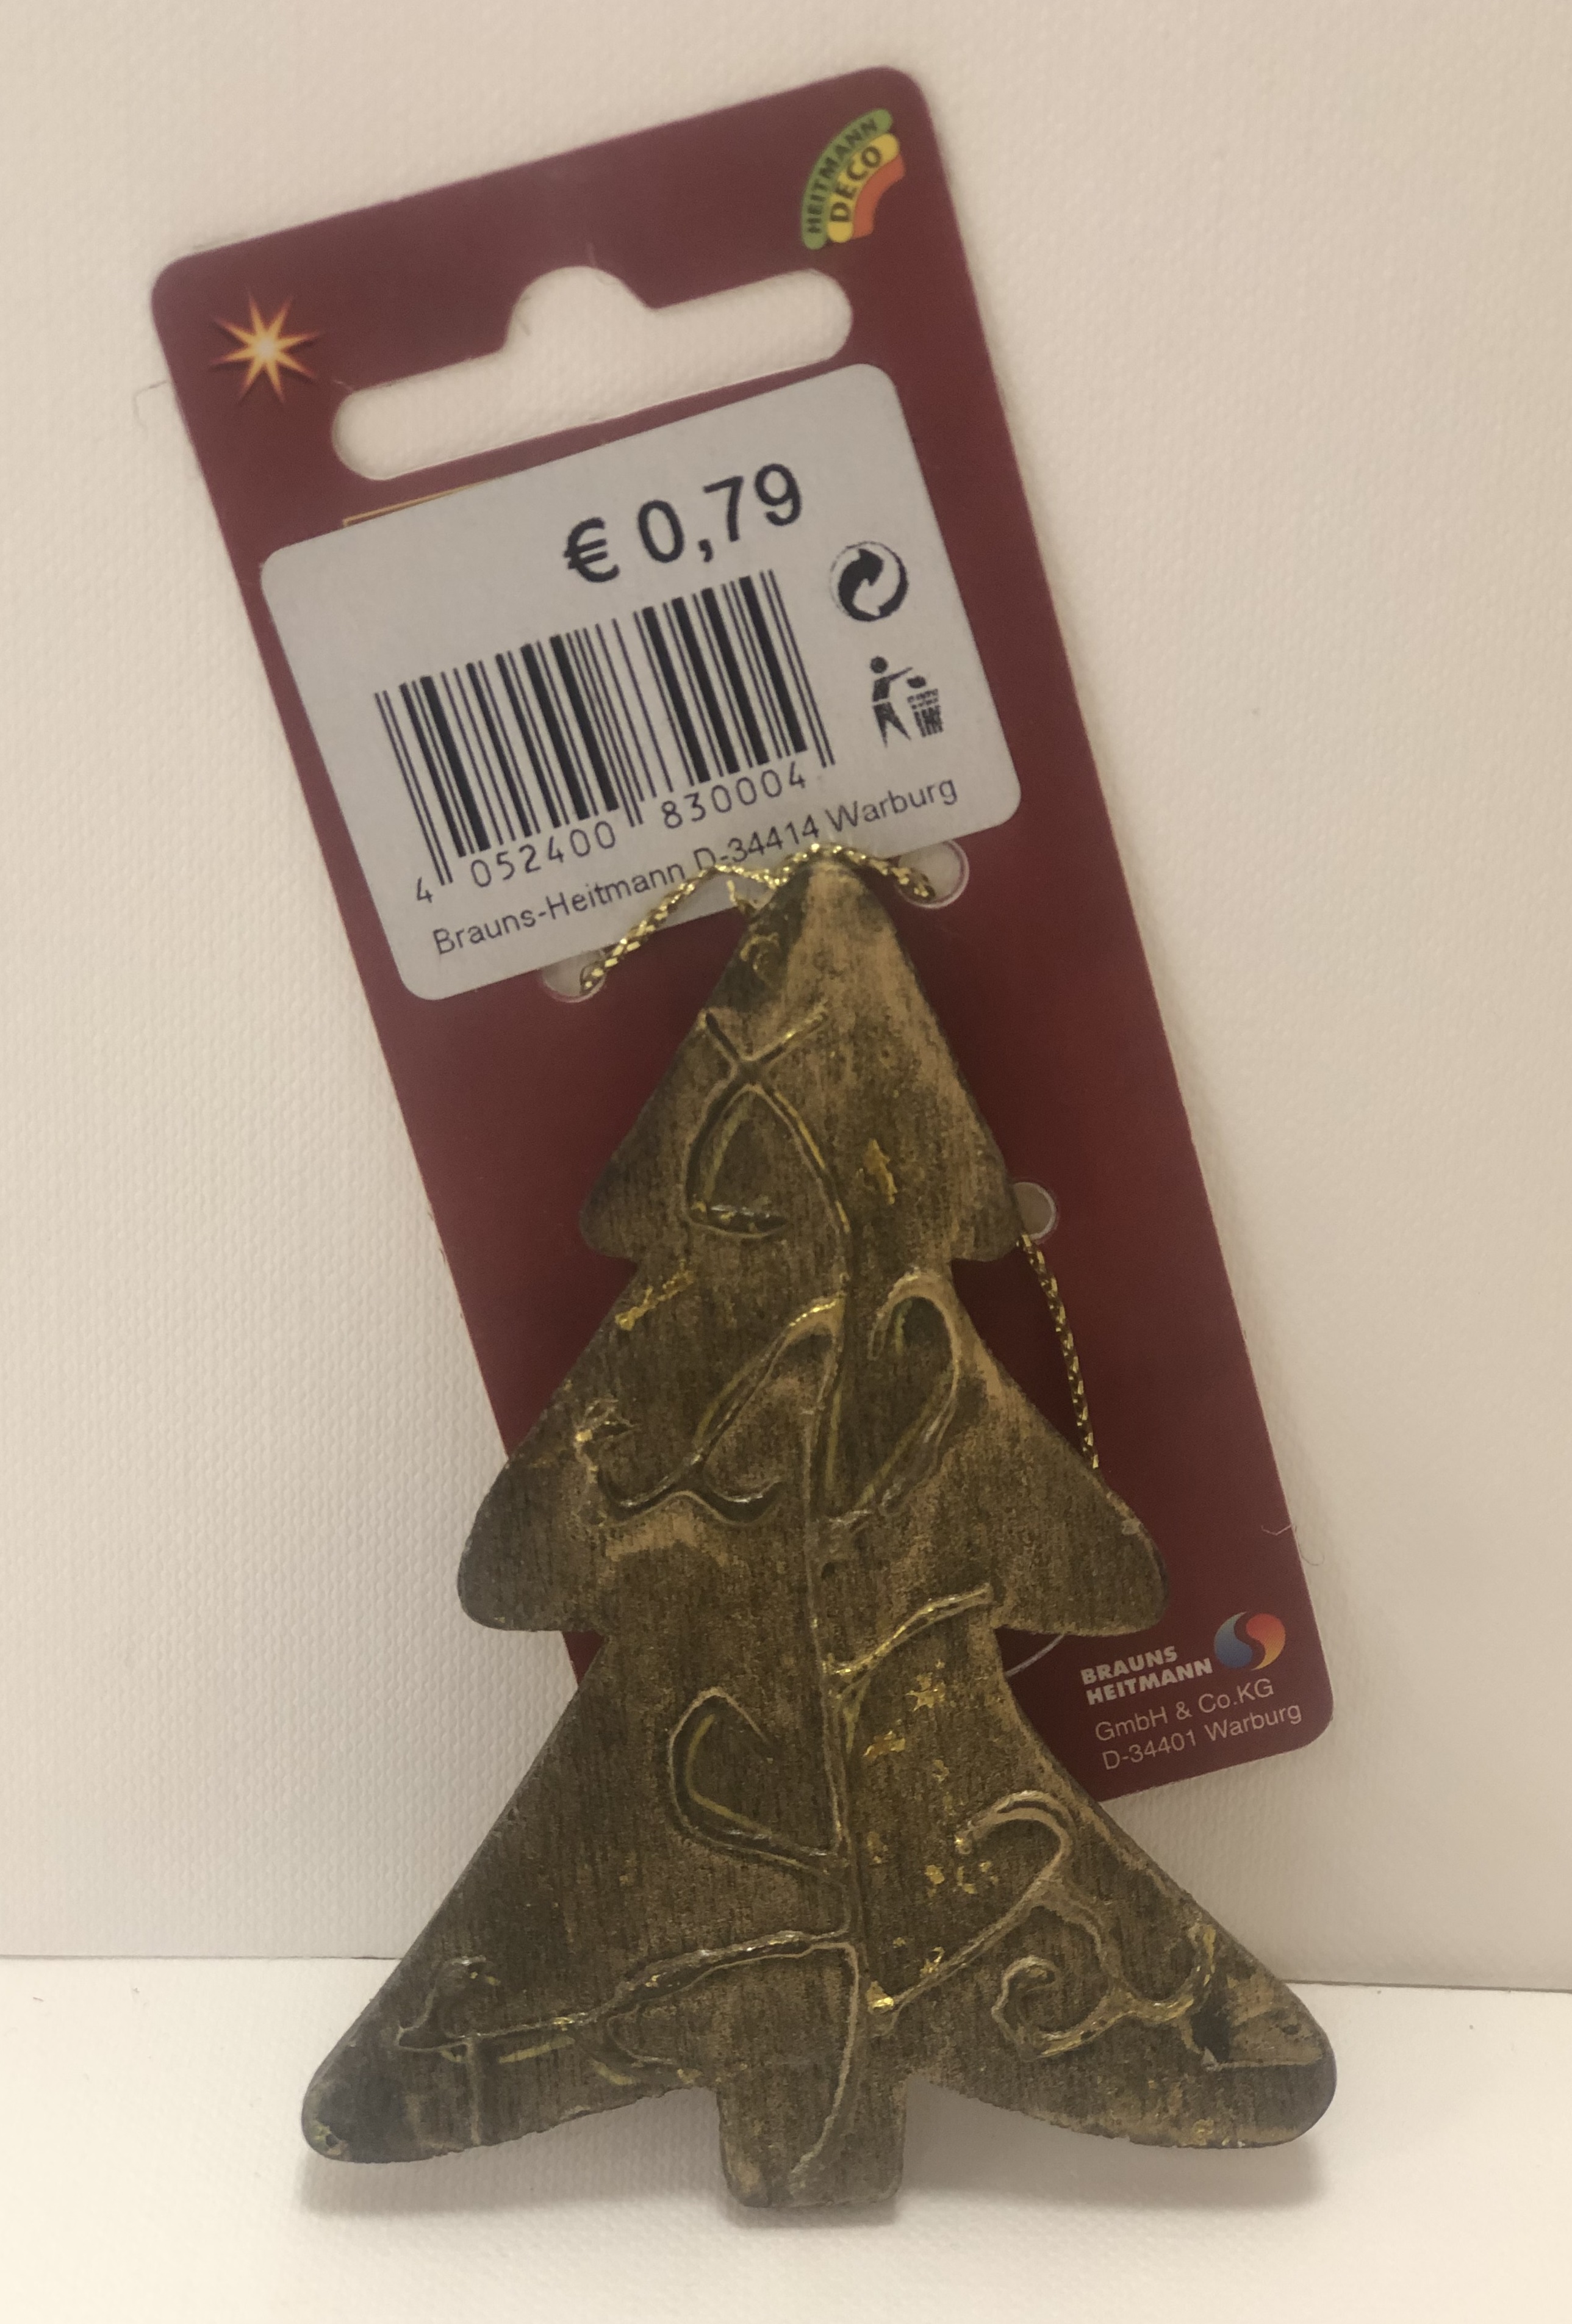 HEITMANN
DECO
€ 0,79
4 052400 830004
Brauns-Heitmann D-34414 Warburg
BRAUNS
HEITMANN
GmbH & Co.KG
D-34401 Warburg